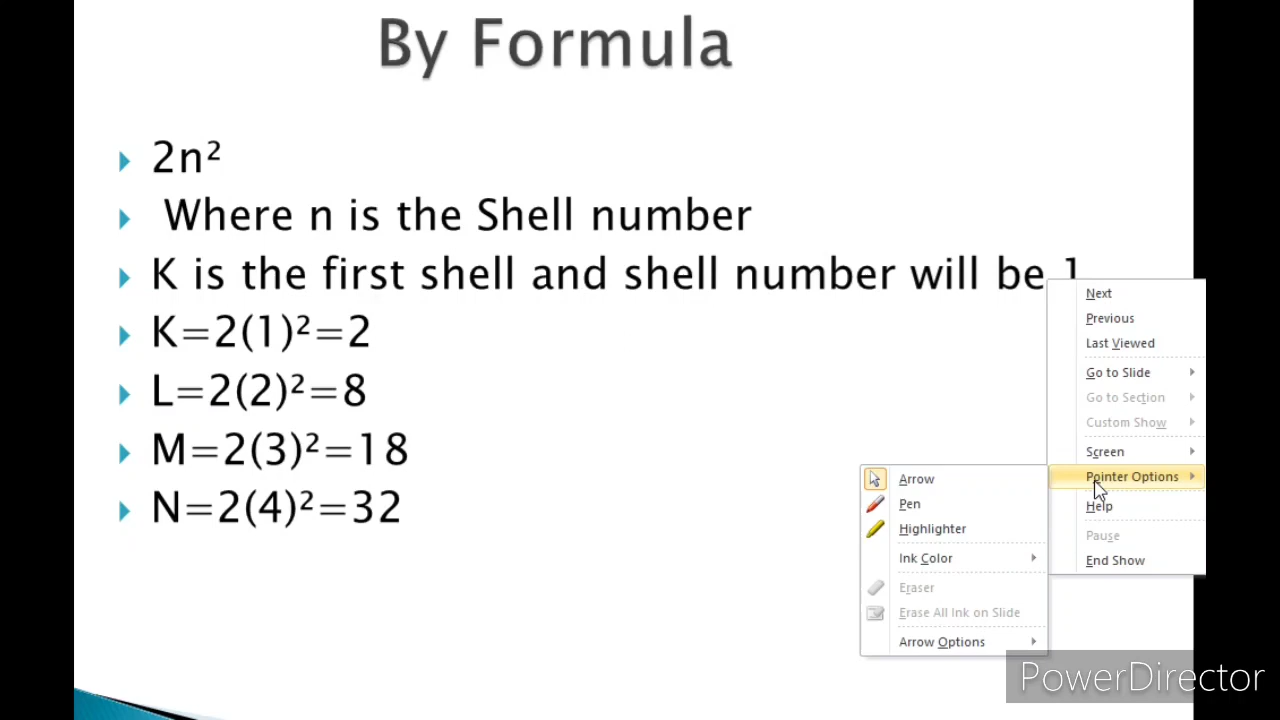 By Formula
2n²
Where n is the Shell number
K is the first shell and shell number will be 1
K=2(1)²=2
L=2(2)²=8
M=2(3)²=18
N=2(4)²=32
Next
Previous
Last Viewed
Go to Slide
Go to Section
Custom Show
Screen
Pointer Options
Help
Pause
End Show
Arrow
Pen
Highlighter
Ink Color
Eraser
Erase All Ink on Slide
Arrow Options
PowerDirector